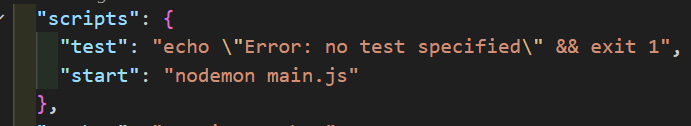 "scripts": {
"test": "echo \"Error: no test specified\" && exit 1",
"start": "nodemon main.js"
},